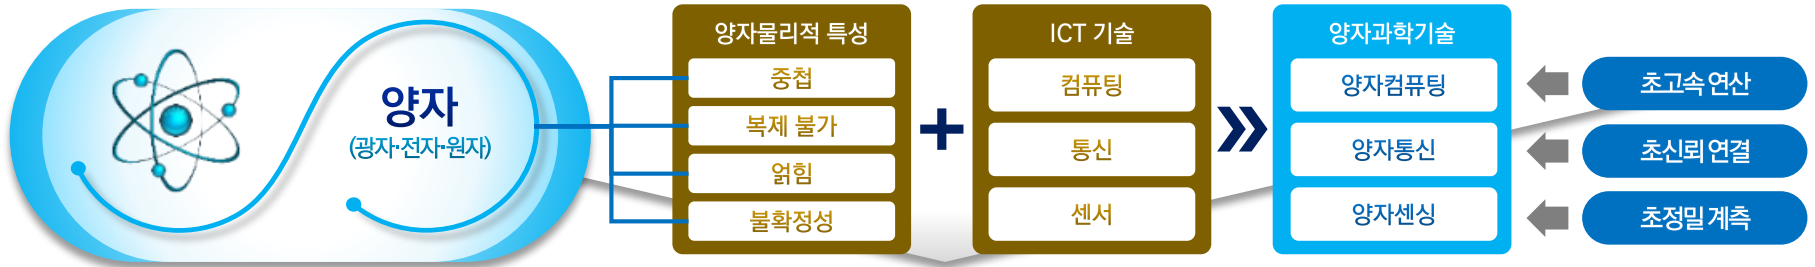 양자
(광자·전자·원자)
양자물리적 특성
중첩
복제 불가
얽힘
불확정성
+
ICT 기술
컴퓨팅
통신
센서
양자과학기술
양자컴퓨팅
양자통신
양자센싱
초고속 연산
초신뢰 연결
초정밀 계측